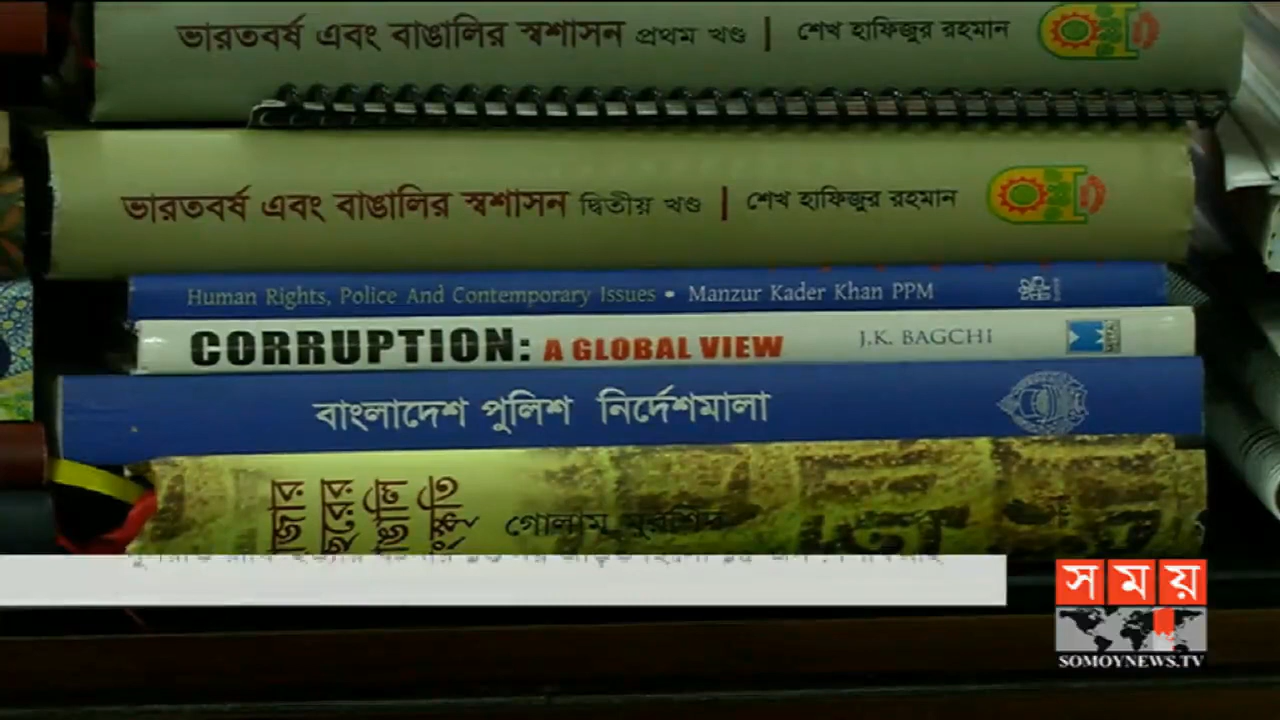 ভারতবর্ষ এবং বাঙালির স্বশাসন প্রথম খণ্ড | শেখ হাফিজুর রহমান
ভারতবর্ষ এবং বাঙালির স্বশাসন দ্বিতীয় খণ্ড | শেখ হাফিজুর রহমান
Human Rights, Police And Contemporary Issues • Manzur Kader Khan PPM
CORRUPTION: A GLOBAL VIEW J.K. BAGCHI
বাংলাদেশ পুলিশ নির্দেশমালা
গোলাম মুরশিদ
সময়
SOMOYNEWS.TV